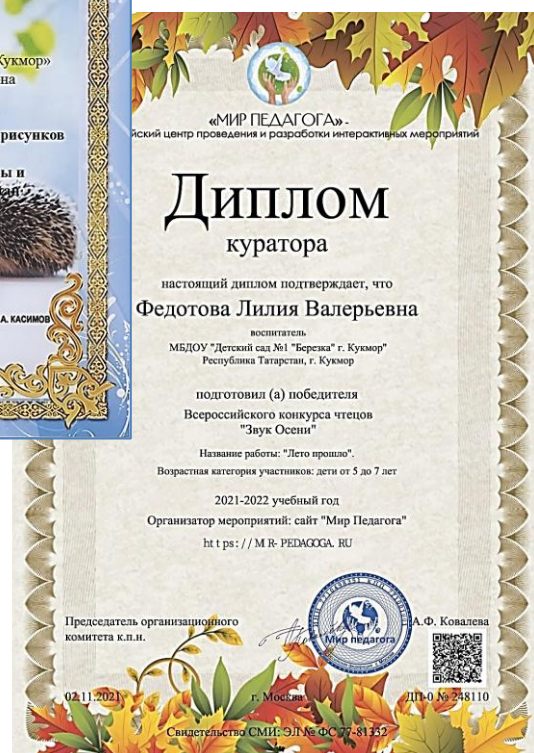 Кукмор»
на
рисунков
ы и
А. КАСИМОВ
«МИР ПЕДАГОГА»-
йский центр проведения и разработки интерактивных мероприятий
Диплом
куратора
настоящий диплом подтверждает, что
Федотова Лилия Валерьевна
воспитатель
МБДОУ "Детский сад №1 "Березка" г. Кукмор"
Республика Татарстан, г. Кукмор
подготовил (а) победителя
Всероссийского конкурса чтецов
"Звук Осени"
Название работы: "Лето прошло".
Возрастная категория участников: дети от 5 до 7 лет
2021-2022 учебный год
Организатор мероприятий: сайт "Мир Педагога"
https://MIR-PEDAGOGA.RU
Председатель организационного
комитета к.п.н.
А.Ф. Ковалева
Мир педагога
02.11.2021 г. Москва ДП-0 № 248110
Свидетельство СМИ: ЭЛ № ФС 77-81332